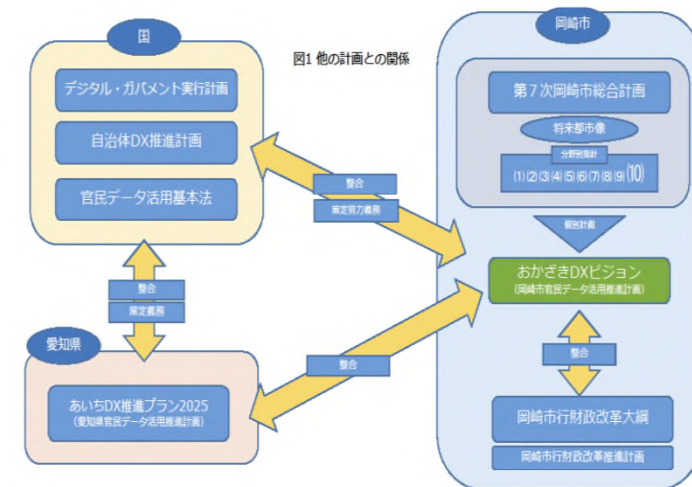 国
岡崎市
図1 他の計画との関係
デジタル・ガバメント実行計画
自治体DX推進計画
官民データ活用基本法
第7次岡崎市総合計画
将来都市像
分野別指針
(1)(2)(3)(4)(5)(6)(7)(8)(9)(10)
個別計画
整合
策定努力義務
おかざきDXビジョン
(岡崎市官民データ活用推進計画)
整合
策定義務
愛知県
整合
整合
あいちDX推進プラン2025
(愛知県官民データ活用推進計画)
岡崎市行財政改革大綱
岡崎市行財政改革推進計画